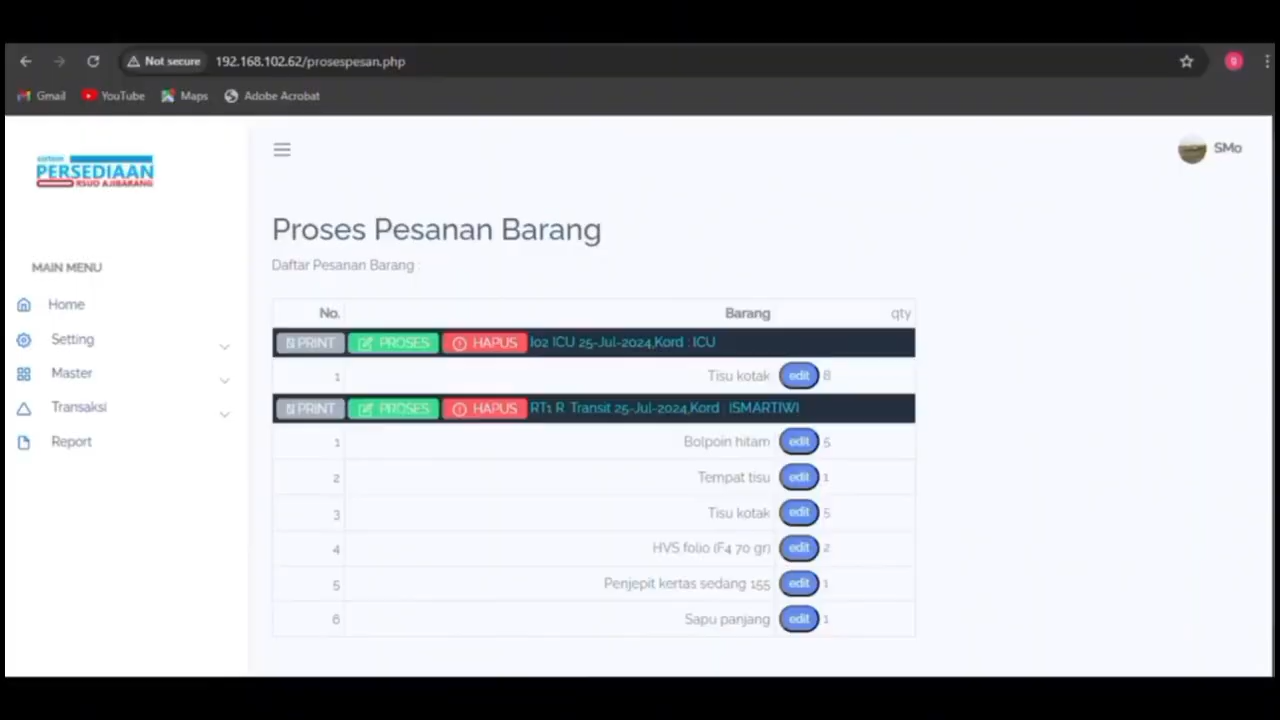 Not secure 192.168.102.62/prosespesan.php g
Gmail YouTube Maps Adobe Acrobat
sistem
PERSEDIAAN
RSUD AJIBARANG
SMo
MAIN MENU
Home
Setting
Master
Transaksi
Report
Proses Pesanan Barang
Daftar Pesanan Barang :
No. Barang qty
PRINT PROSES HAPUS I02 ICU 25-Jul-2024,Kord : ICU
1 Tisu kotak edit 8
PRINT PROSES HAPUS RT1 R. Transit 25-Jul-2024,Kord : ISMARTIWI
1 Bolpoin hitam edit 5
2 Tempat tisu edit 1
3 Tisu kotak edit 5
4 HVS folio (F4 70 gr) edit 2
5 Penjepit kertas sedang 155 edit 1
6 Sapu panjang edit 1